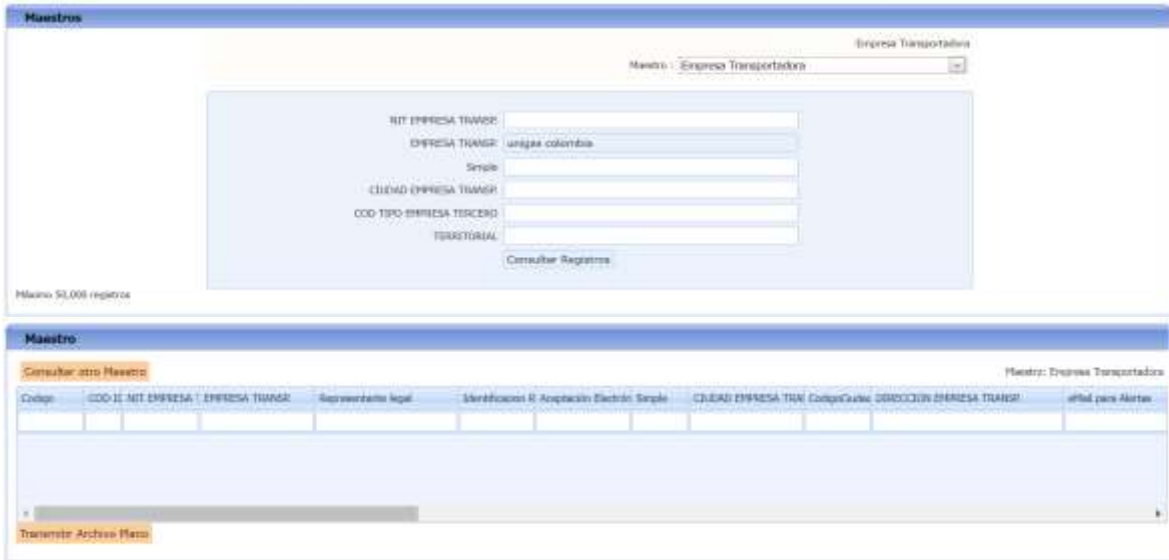 Maestros
Empresa Transportadora
Maestro : Empresa Transportadora
NIT EMPRESA TRANSP.
EMPRESA TRANSP. unigas colombia
Simple
CIUDAD EMPRESA TRANSP.
COD TIPO EMPRESA TERCERO
TERRITORIAL
Consultar Registros
Máximo 50,000 registros
Maestro
Consultar otro Maestro
Maestro: Empresa Transportadora
Codigo COD ID NIT EMPRESA T EMPRESA TRANSP. Representante legal Identificacion R Aceptación Electrón Simple CIUDAD EMPRESA TRAN CodigoCiudad DIRECCION EMPRESA TRANSP. eMail para Alertas
Transmitir Archivo Plano